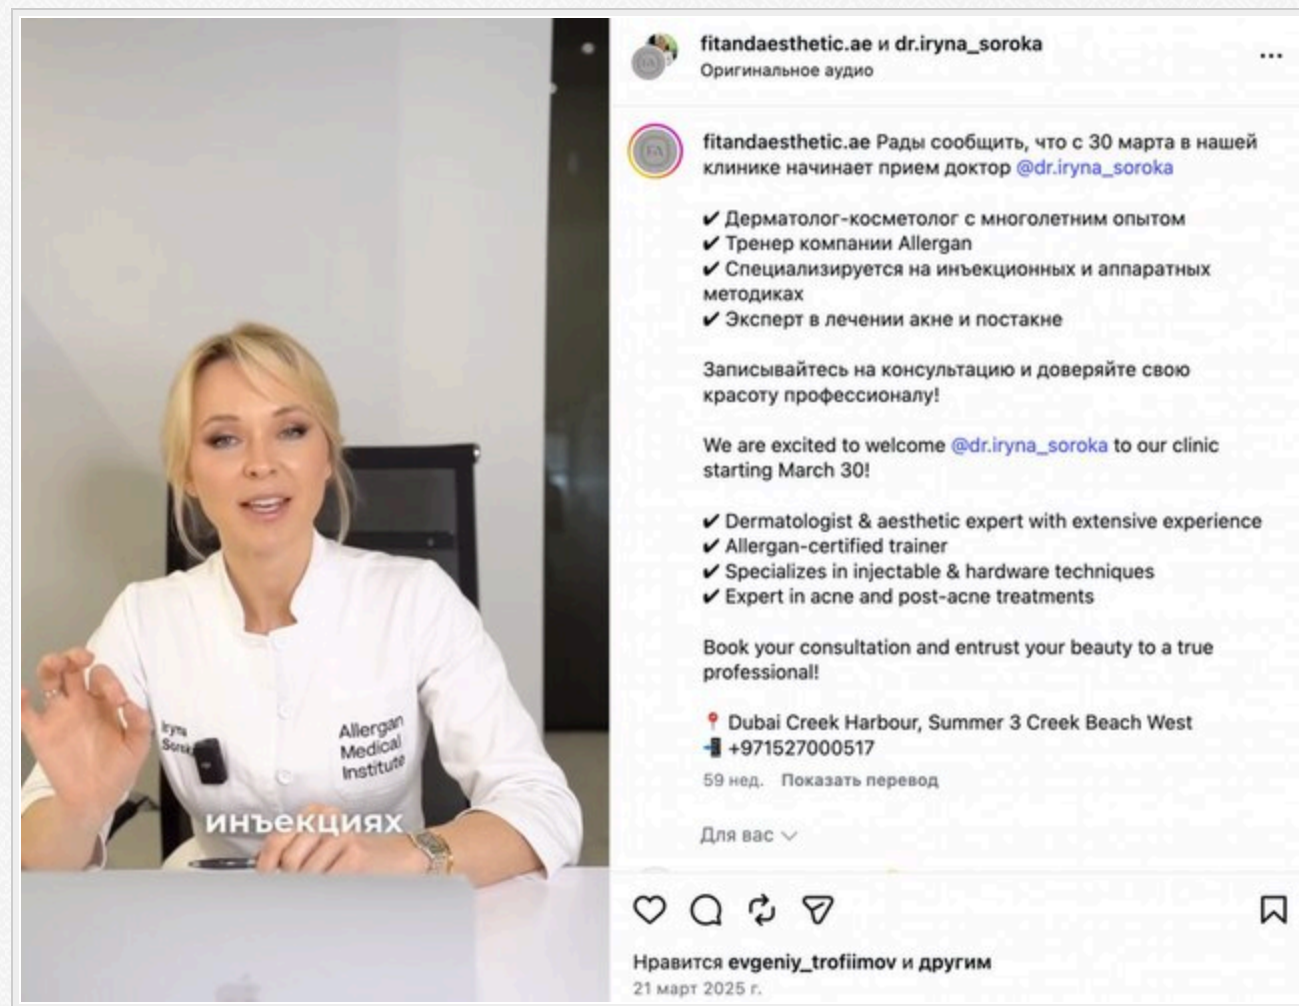 fitandaesthetic.ae и dr.iryna_soroka
Оригинальное аудио
fitandaesthetic.ae Рады сообщить, что с 30 марта в нашей
клинике начинает прием доктор @dr.iryna_soroka
✔ Дерматолог-косметолог с многолетним опытом
✔ Тренер компании Allergan
✔ Специализируется на инъекционных и аппаратных
методиках
✔ Эксперт в лечении акне и постакне
Записывайтесь на консультацию и доверяйте свою
красоту профессионалу!
We are excited to welcome @dr.iryna_soroka to our clinic
starting March 30!
✔ Dermatologist & aesthetic expert with extensive experience
✔ Allergan-certified trainer
✔ Specializes in injectable & hardware techniques
✔ Expert in acne and post-acne treatments
Book your consultation and entrust your beauty to a true
professional!
📍 Dubai Creek Harbour, Summer 3 Creek Beach West
📲 +971527000517
59 нед. Показать перевод
Для вас
Нравится evgeniy_trofiimov и другим
21 март 2025 г.
Iryna
Sorok
Allergan
Medical
Institute
инъекциях
FA